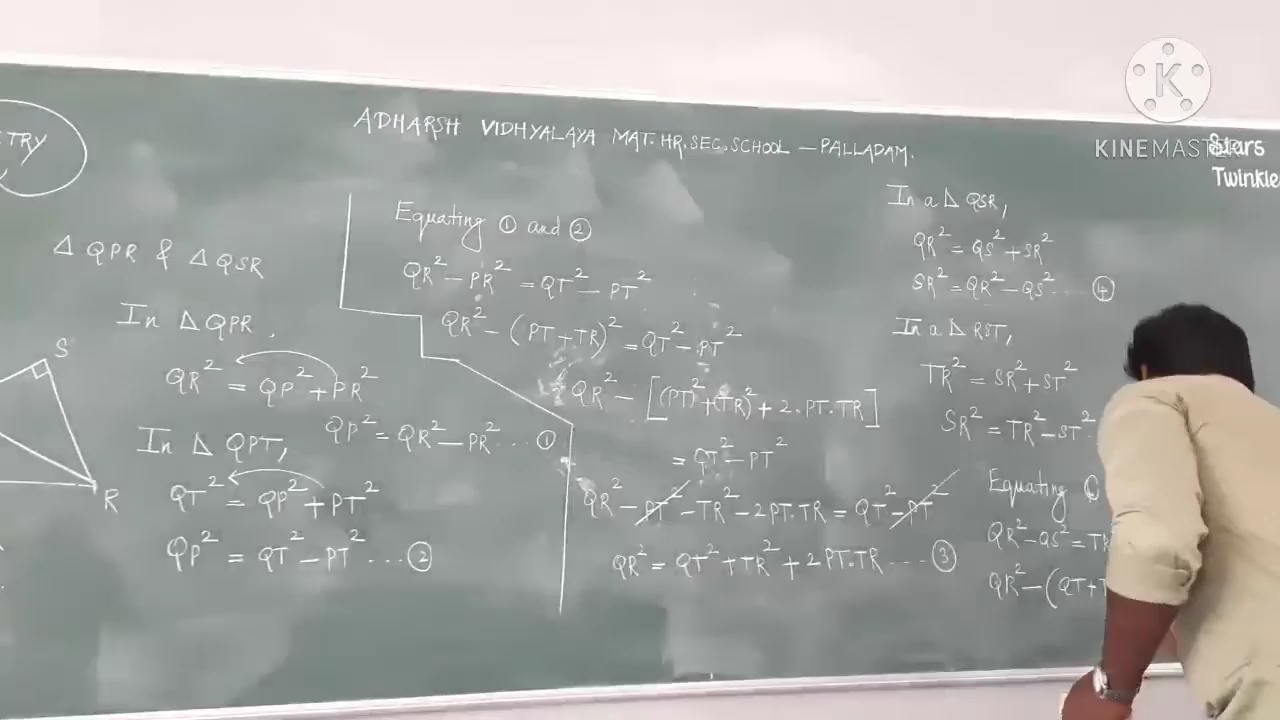 ETRY
ADHARSH VIDHYALAYA MAT.HR.SEC.SCHOOL – PALLADAM.
KINEMASTER
Stars
Twinkle
Δ QPR & Δ QSR
In Δ QPR,
QR² = QP² + PR²
QP² = QR² – PR² ... ①
In Δ QPT,
QT² = QP² + PT²
QP² = QT² – PT² ... ②
S
R
Equating ① and ②
QR² – PR² = QT² – PT²
QR² – (PT + TR)² = QT² – PT²
QR² – [(PT)² + (TR)² + 2.PT.TR]
= QT² – PT²
QR² – PT² – TR² – 2PT.TR = QT² – PT²
QR² = QT² + TR² + 2PT.TR .... ③
In a Δ QSR,
QR² = QS² + SR²
SR² = QR² – QS² .... ④
In a Δ RST,
TR² = SR² + ST²
SR² = TR² – ST²
Equating
QR² – QS² = TR
QR² – (QT + T